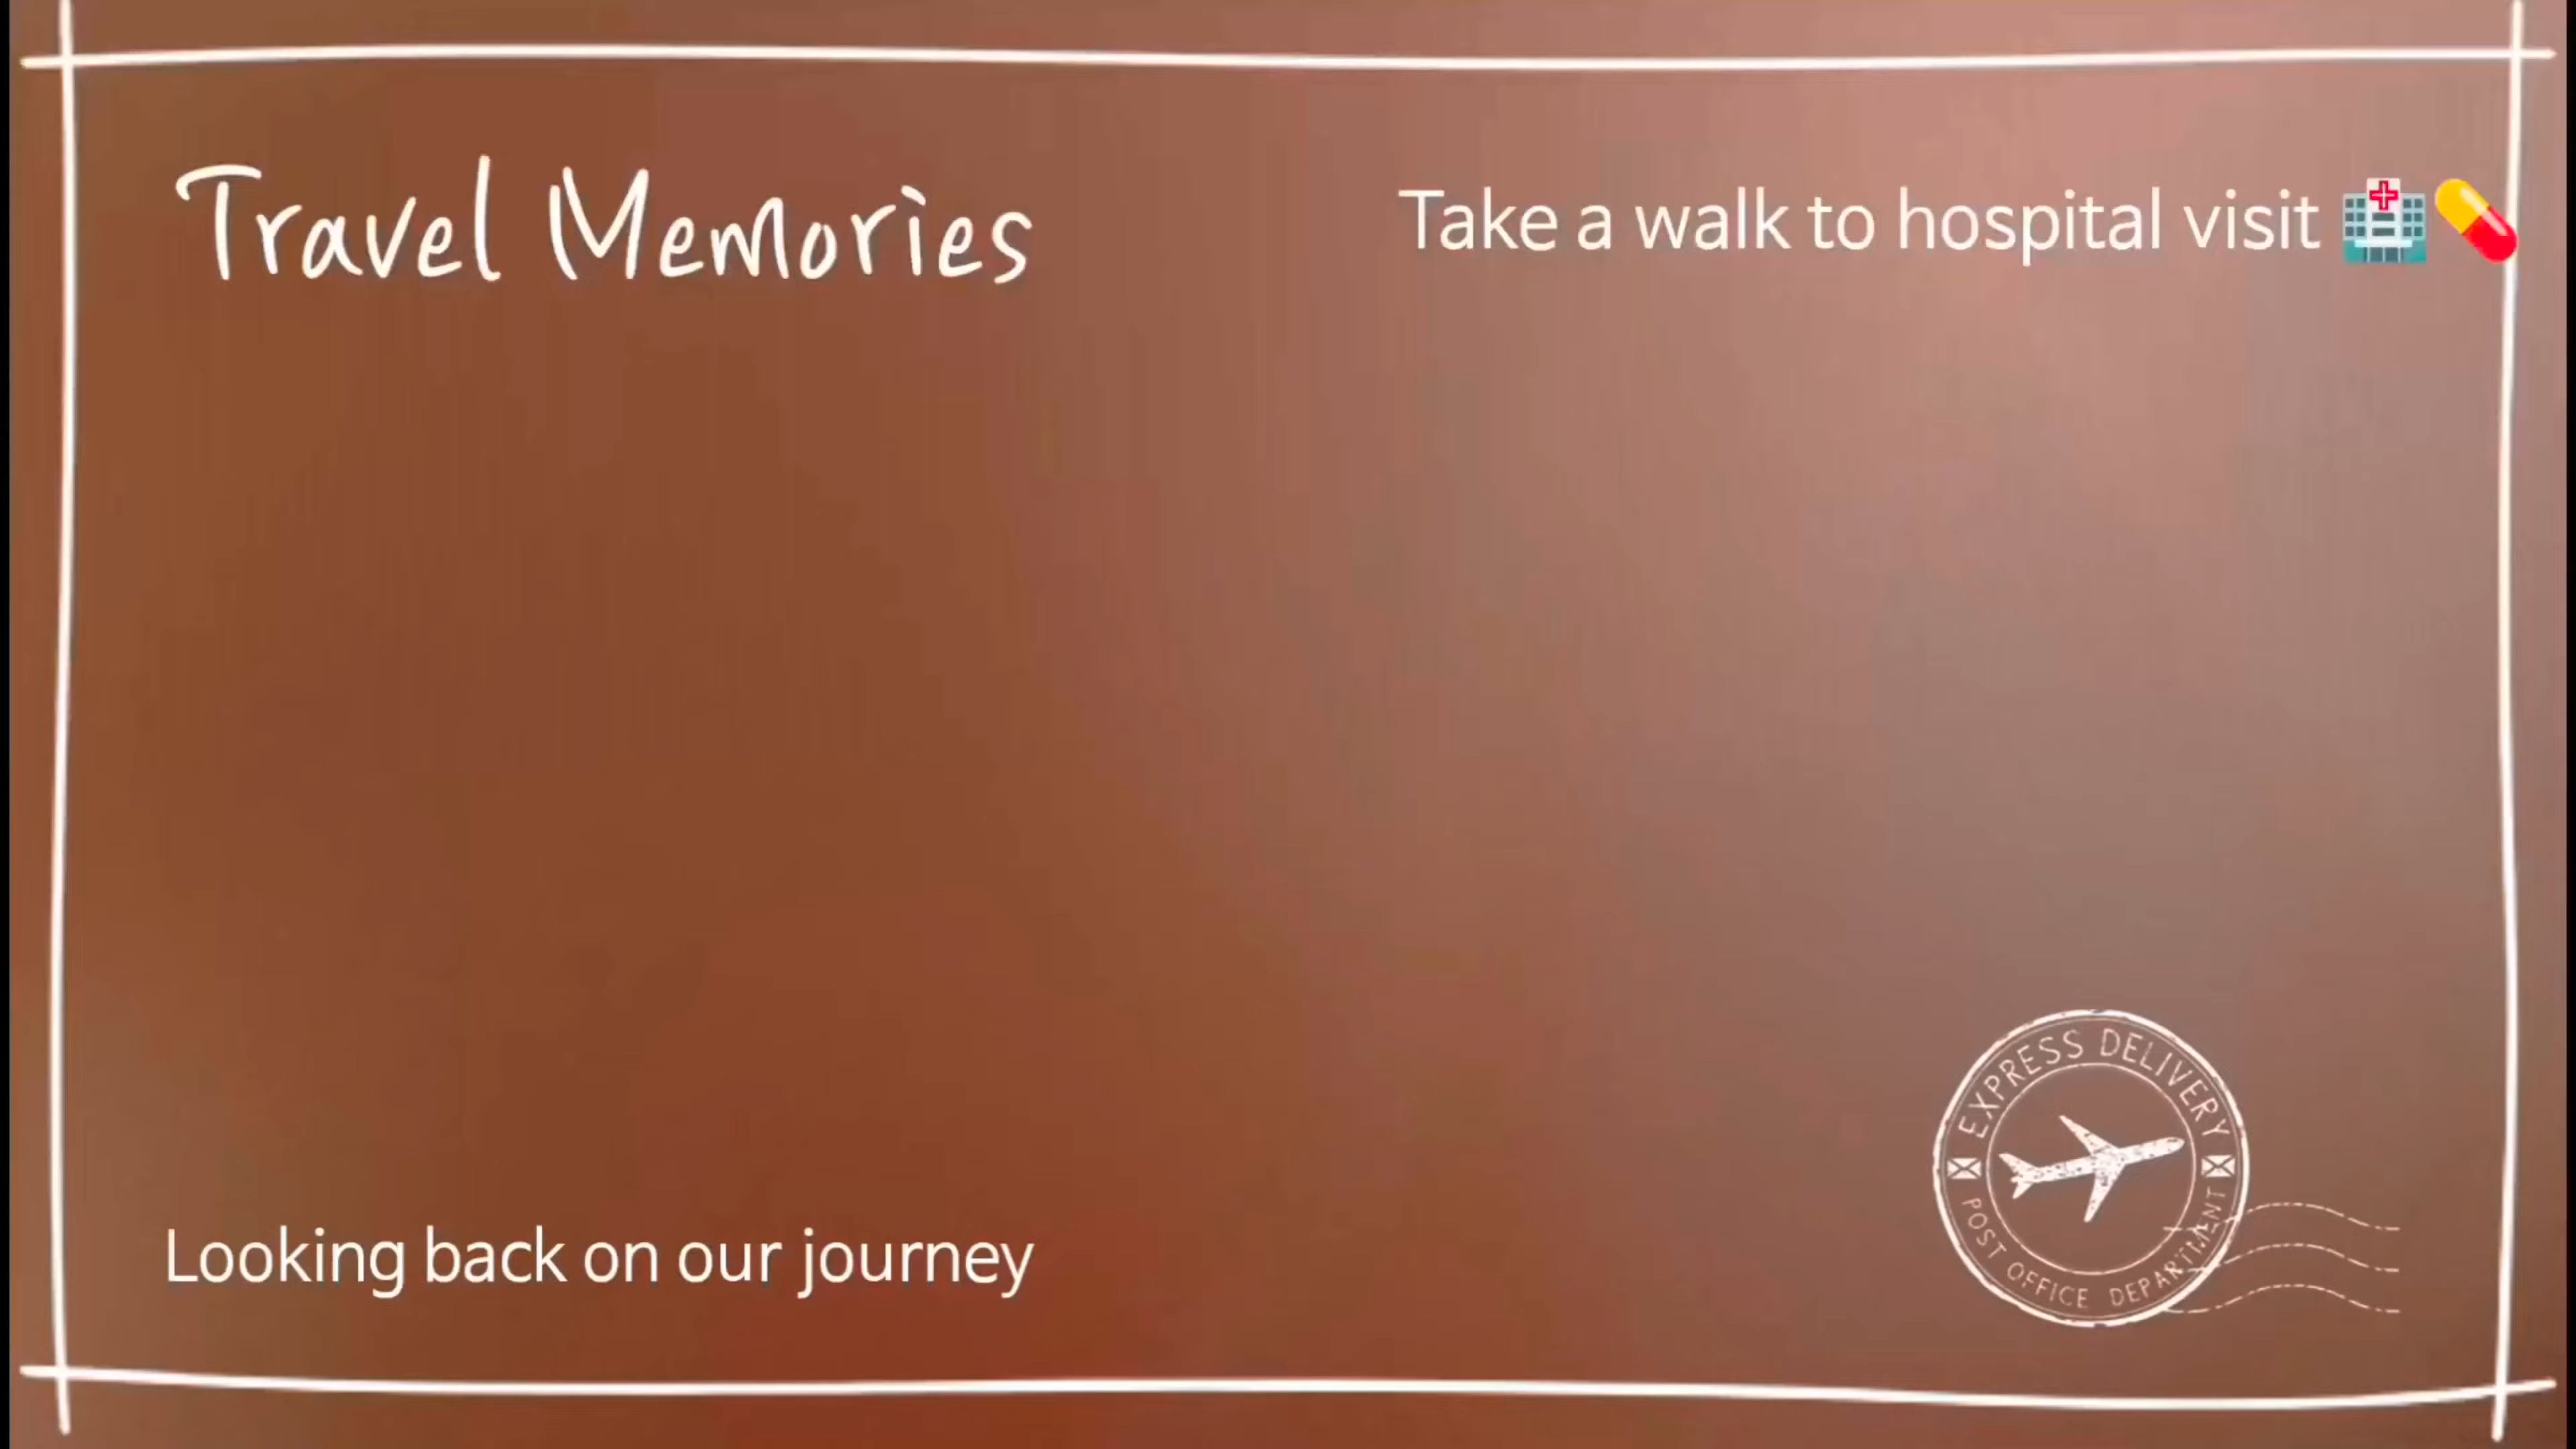 Travel Memories
Take a walk to hospital visit 🏥💊
Looking back on our journey
EXPRESS DELIVERY
POST OFFICE DEPARTMENT